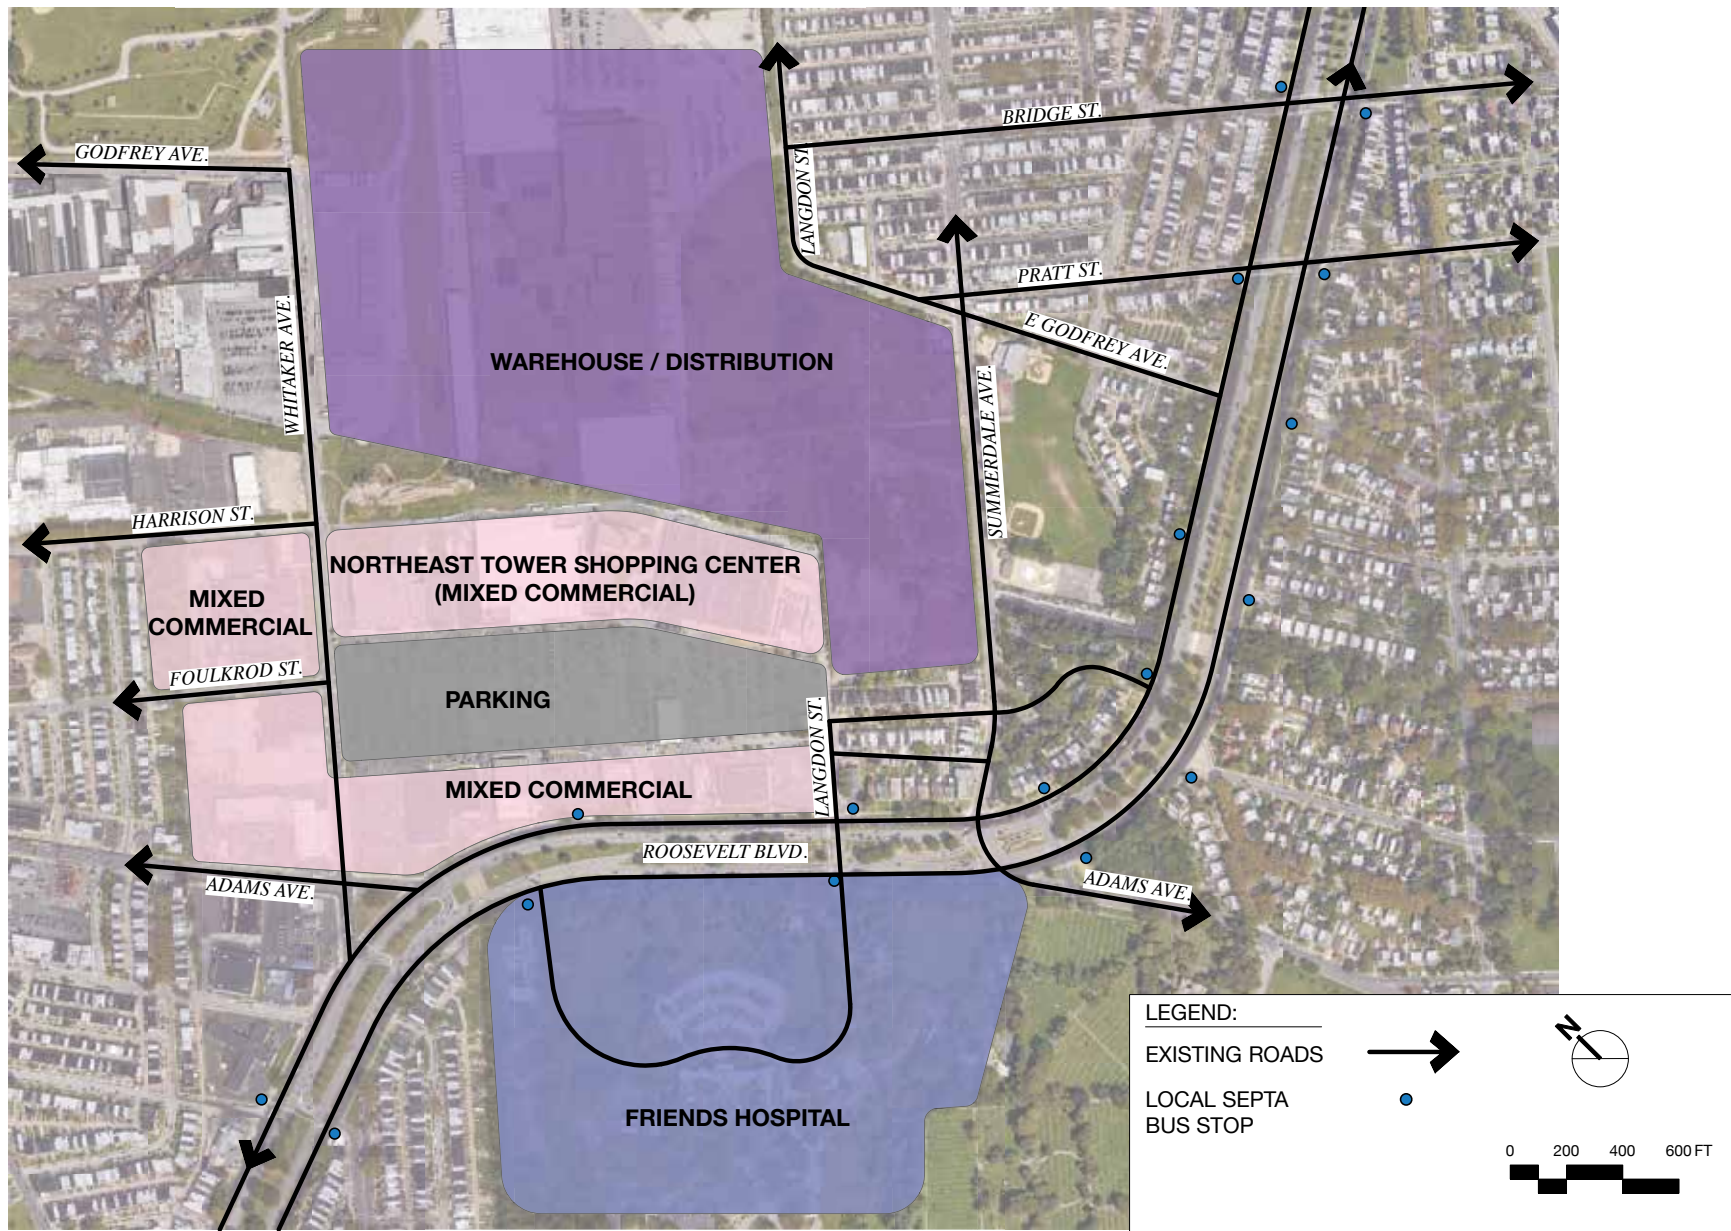 BRIDGE ST.
GODFREY AVE.
LANGDON ST.
PRATT ST.
E GODFREY AVE.
WHITAKER AVE.
WAREHOUSE / DISTRIBUTION
SUMMERDALE AVE.
HARRISON ST.
NORTHEAST TOWER SHOPPING CENTER
(MIXED COMMERCIAL)
MIXED
COMMERCIAL
FOULKROD ST.
PARKING
LANGDON ST.
MIXED COMMERCIAL
ROOSEVELT BLVD.
ADAMS AVE.
ADAMS AVE.
FRIENDS HOSPITAL
LEGEND:
EXISTING ROADS
LOCAL SEPTA
BUS STOP
N
0 200 400 600 FT